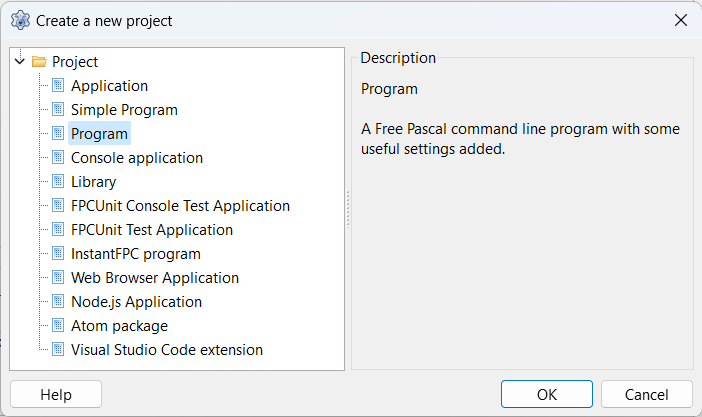 Create a new project
Project
Application
Simple Program
Program
Console application
Library
FPCUnit Console Test Application
FPCUnit Test Application
InstantFPC program
Web Browser Application
Node.js Application
Atom package
Visual Studio Code extension
Description
Program
A Free Pascal command line program with some
useful settings added.
Help
OK
Cancel